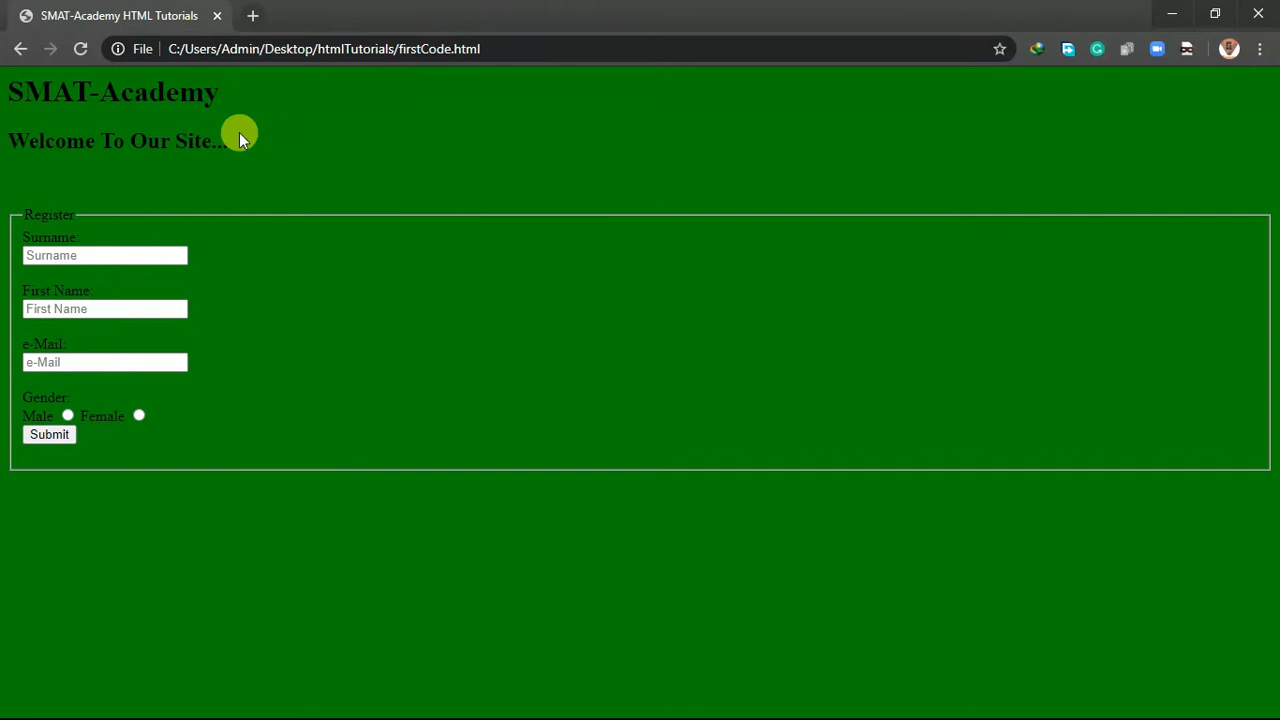 SMAT-Academy HTML Tutorials
File C:/Users/Admin/Desktop/htmlTutorials/firstCode.html
SMAT-Academy
Welcome To Our Site...
Register
Surname:
Surname
First Name:
First Name
e-Mail:
e-Mail
Gender:
Male Female
Submit